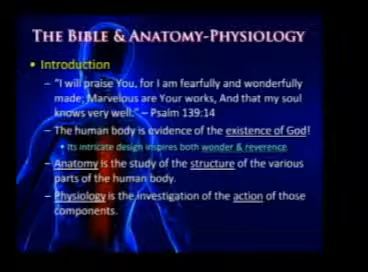 THE BIBLE & ANATOMY-PHYSIOLOGY
• Introduction
– "I will praise You, for I am fearfully and wonderfully
made; Marvelous are Your works, And that my soul
knows very well." – Psalm 139:14
– The human body is evidence of the existence of God!
• Its intricate design inspires both wonder & reverence.
– Anatomy is the study of the structure of the various
parts of the human body.
– Physiology is the investigation of the action of those
components.